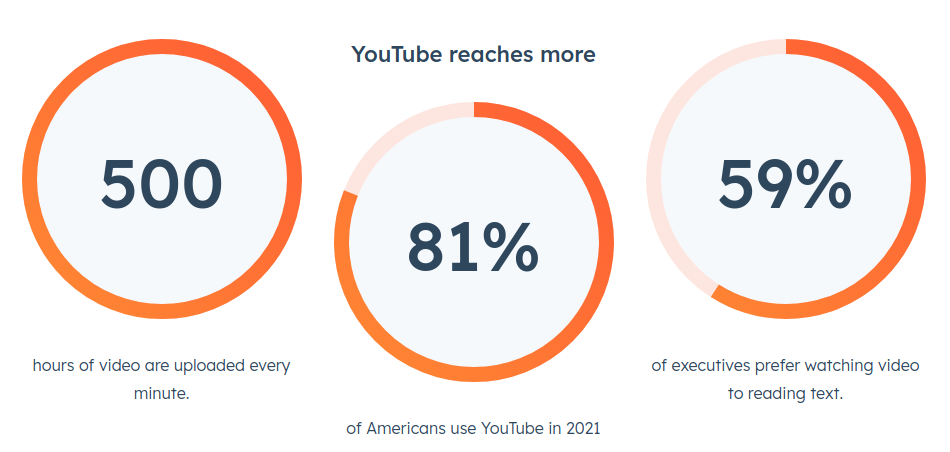 500
hours of video are uploaded every
minute.
YouTube reaches more
81%
of Americans use YouTube in 2021
59%
of executives prefer watching video
to reading text.